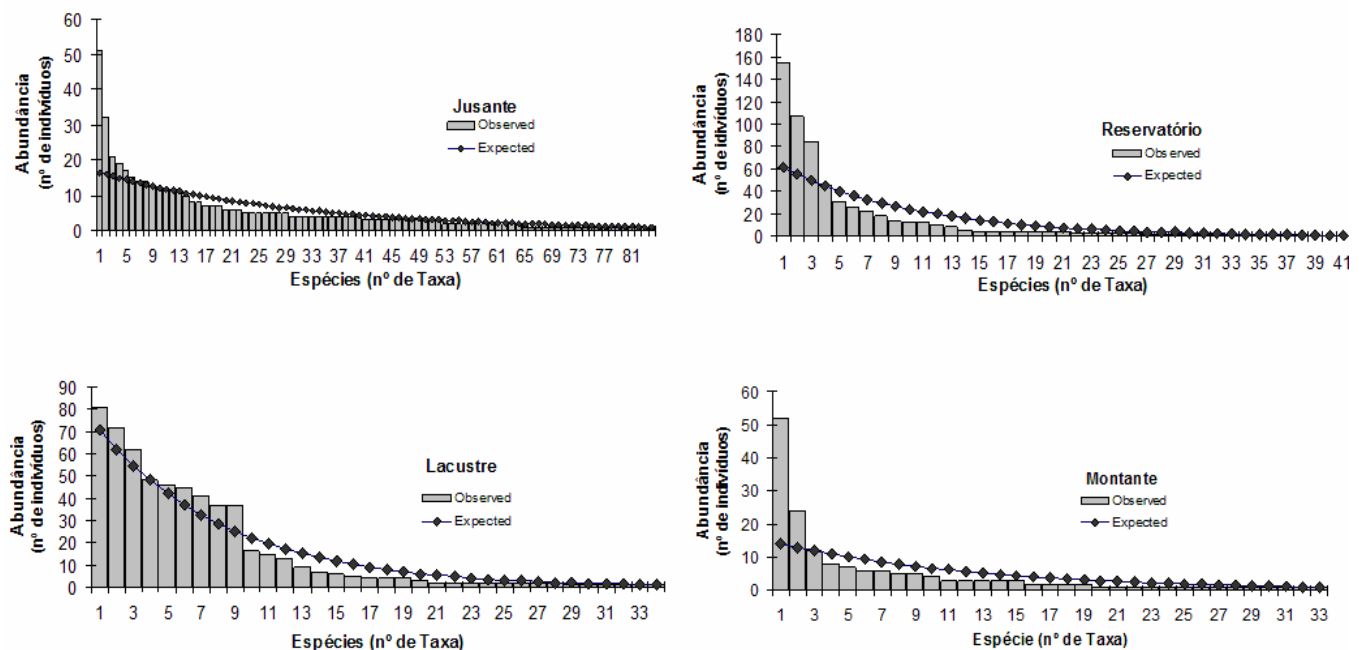 Abundância
(nº de indivíduos)
60
50
40
30
20
10
0
Jusante
Observed
Expected
1 5 9 13 17 21 25 29 33 37 41 45 49 53 57 61 65 69 73 77 81
Espécies (nº de Taxa)
Abundância
(nº de idivíduos)
180
160
140
120
100
80
60
40
20
0
Reservatório
Observed
Expected
1 3 5 7 9 11 13 15 17 19 21 23 25 27 29 31 33 35 37 39 41
Espécies (nº de Taxa)
Abundância
(nº de indivíduos)
90
80
70
60
50
40
30
20
10
0
Lacustre
Observed
Expected
1 3 5 7 9 11 13 15 17 19 21 23 25 27 29 31 33
Espécies (nº de Taxa)
Abundância
(nº de indivíduos)
60
50
40
30
20
10
0
Montante
Observed
Expected
1 3 5 7 9 11 13 15 17 19 21 23 25 27 29 31 33
Espécie (nº de Taxa)